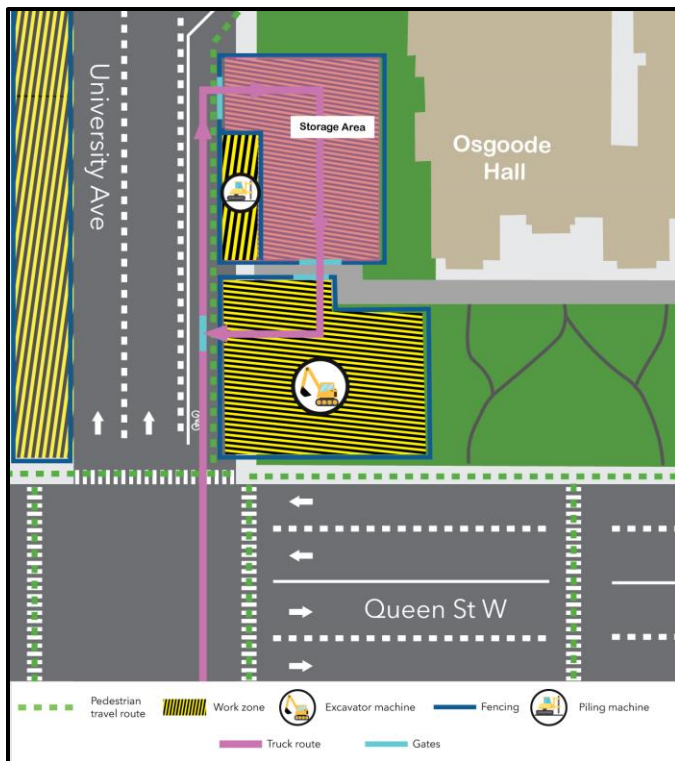 University Ave
Storage Area
Osgoode
Hall
Queen St W
Pedestrian
travel route
Work zone
Excavator machine
Fencing
Piling machine
Truck route
Gates